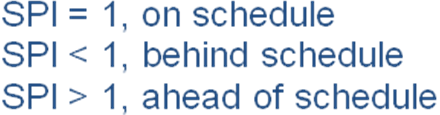 SPI = 1, on schedule
SPI < 1, behind schedule
SPI > 1, ahead of schedule